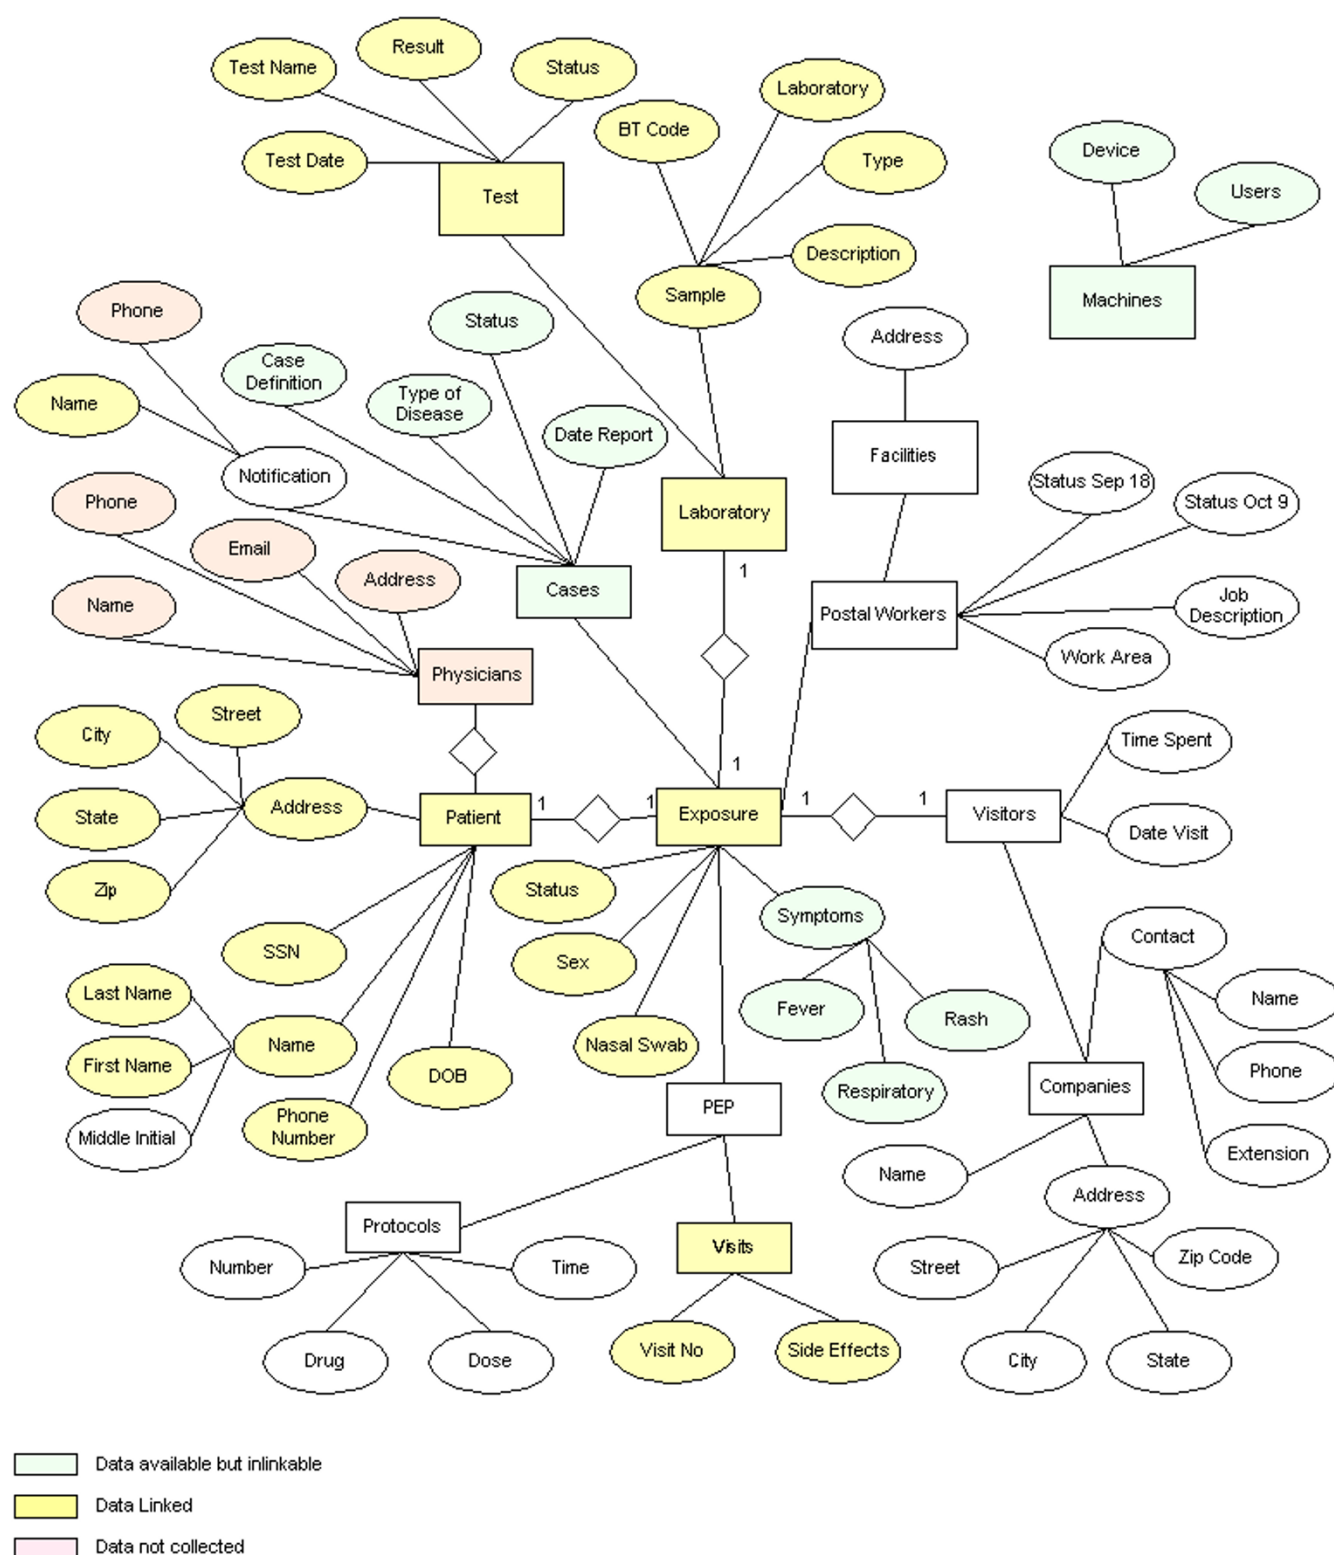 Result
Test Name
Status
Laboratory
BT Code
Device
Test Date
Type
Users
Test
Description
Sample
Machines
Phone
Status
Address
Case
Definition
Type of
Disease
Name
Date Report
Facilities
Notification
Status Sep 18
Status Oct 9
Phone
Laboratory
Email
Address
1
Cases
Name
Postal Workers
Job
Description
Work Area
Physicians
Street
City
Time Spent
1
Address
State
Patient
1
1
Exposure
1
1
Visitors
Date Visit
Zip
Status
Symptoms
Contact
SSN
Sex
Last Name
Fever
Rash
Name
Name
Nasal Swab
First Name
DOB
Respiratory
Companies
Phone
PEP
Phone
Number
Middle Initial
Extension
Name
Address
Protocols
Visits
Zip Code
Number
Time
Street
Visit No
Side Effects
Drug
Dose
City
State
Data available but inlinkable
Data Linked
Data not collected